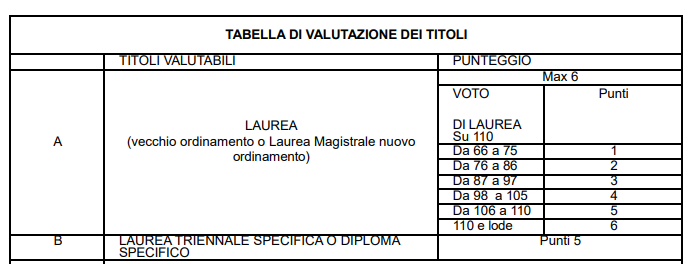 TABELLA DI VALUTAZIONE DEI TITOLI
TITOLI VALUTABILI PUNTEGGIO
A
LAUREA
(vecchio ordinamento o Laurea Magistrale nuovo
ordinamento)
Max 6
VOTO Punti
DI LAUREA
Su 110
Da 66 a 75 1
Da 76 a 86 2
Da 87 a 97 3
Da 98 a 105 4
Da 106 a 110 5
110 e lode 6
B LAUREA TRIENNALE SPECIFICA O DIPLOMA Punti 5
SPECIFICO